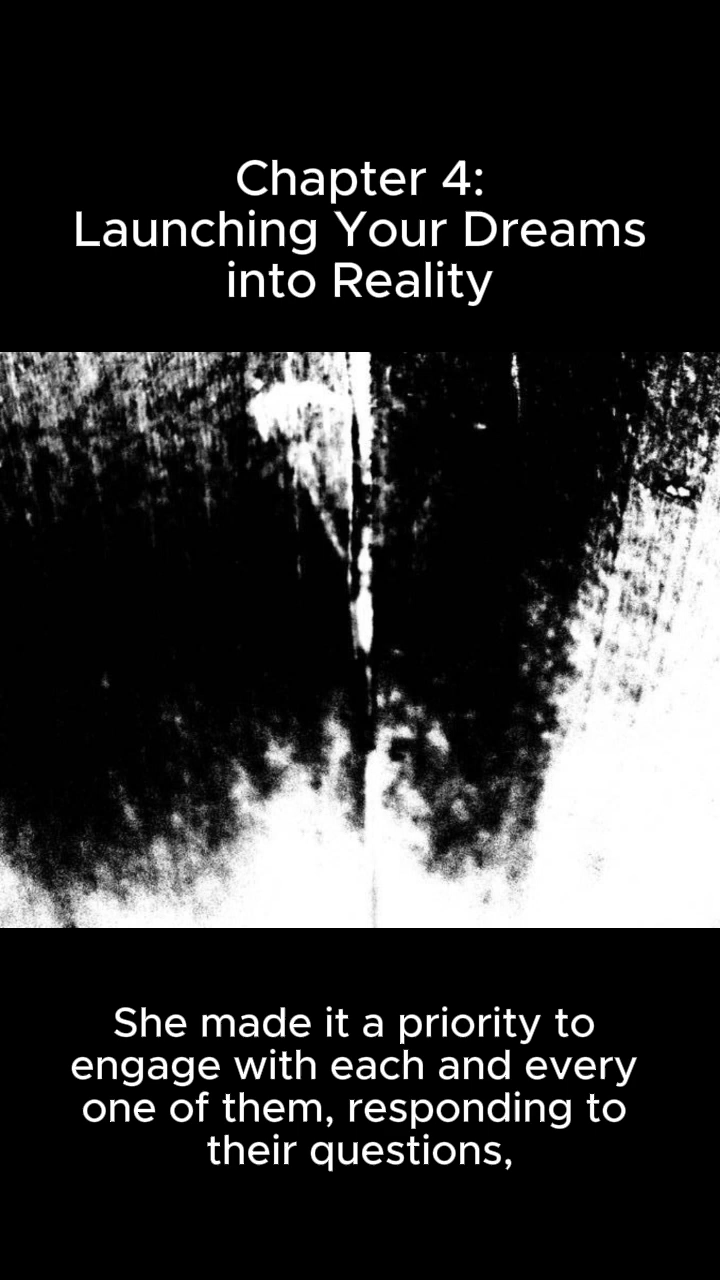 Chapter 4:
Launching Your Dreams
into Reality
She made it a priority to
engage with each and every
one of them, responding to
their questions,